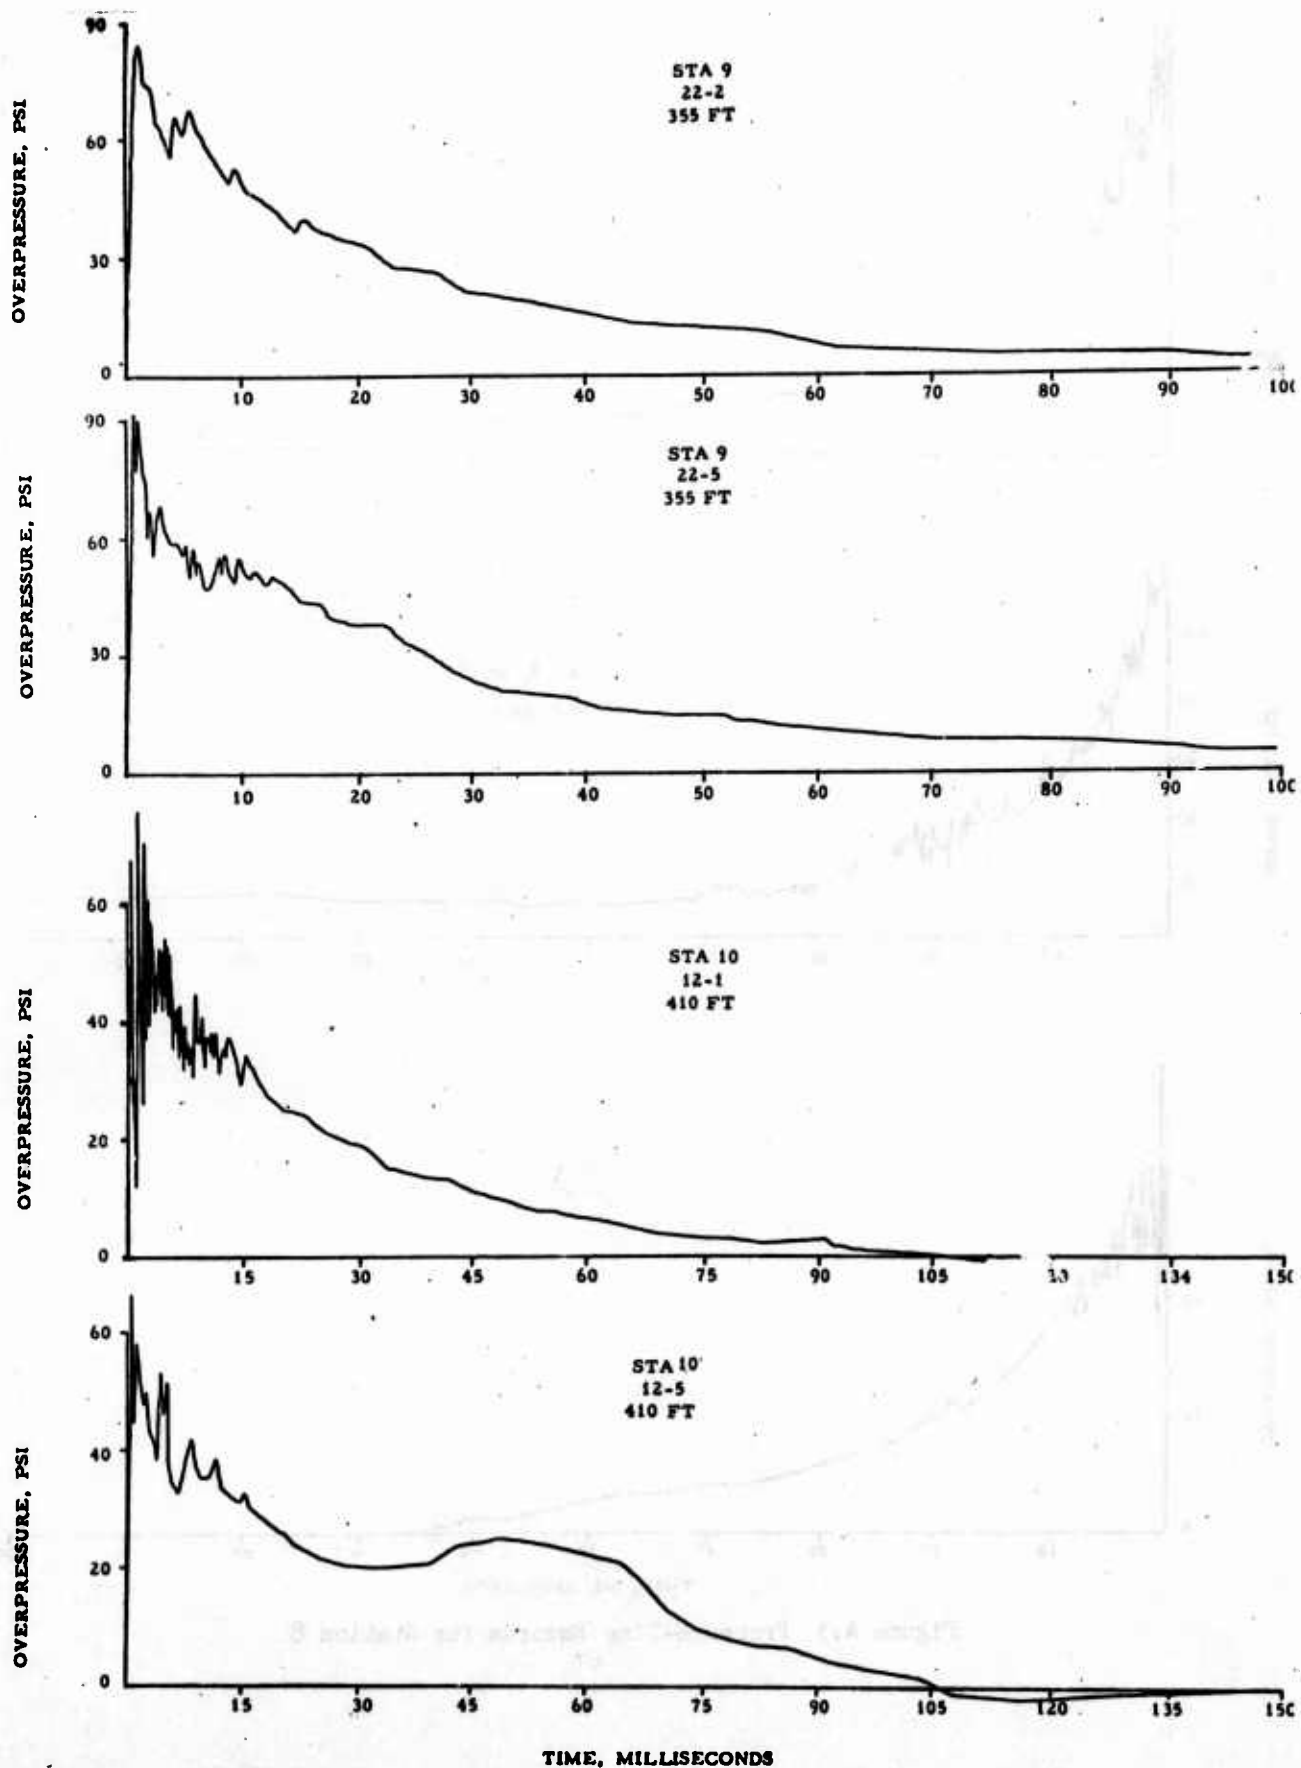 OVERPRESSURE, PSI
90
60
30
0
STA 9
22-2
355 FT
10 20 30 40 50 60 70 80 90
OVERPRESSURE, PSI
90
60
30
0
STA 9
22-5
355 FT
10 20 30 40 50 60 70 80 90
OVERPRESSURE, PSI
60
40
20
0
STA 10
12-1
410 FT
15 30 45 60 75 90 105 134
OVERPRESSURE, PSI
60
40
20
0
STA 10
12-5
410 FT
15 30 45 60 75 90 105 120 135
TIME, MILLISECONDS